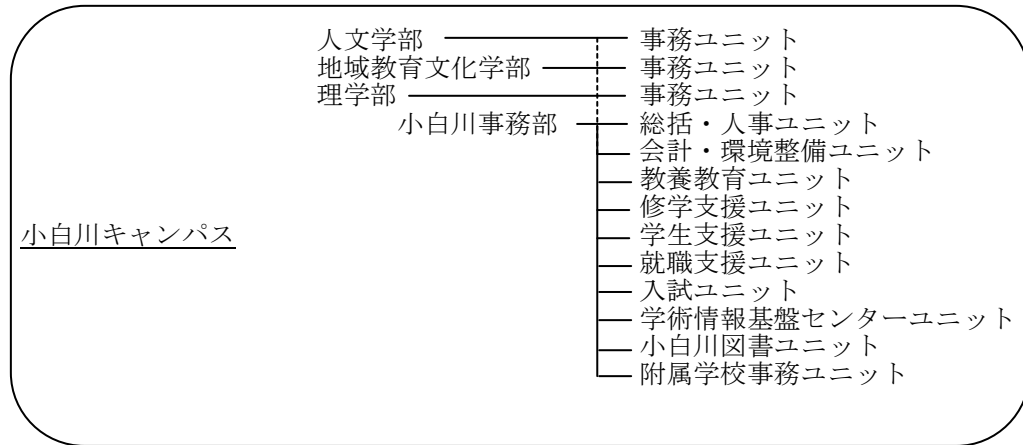 人文学部 事務ユニット
地域教育文化学部 事務ユニット
理学部 事務ユニット
小白川事務部 総括・人事ユニット
会計・環境整備ユニット
教養教育ユニット
修学支援ユニット
小白川キャンパス
学生支援ユニット
就職支援ユニット
入試ユニット
学術情報基盤センターユニット
小白川図書ユニット
附属学校事務ユニット